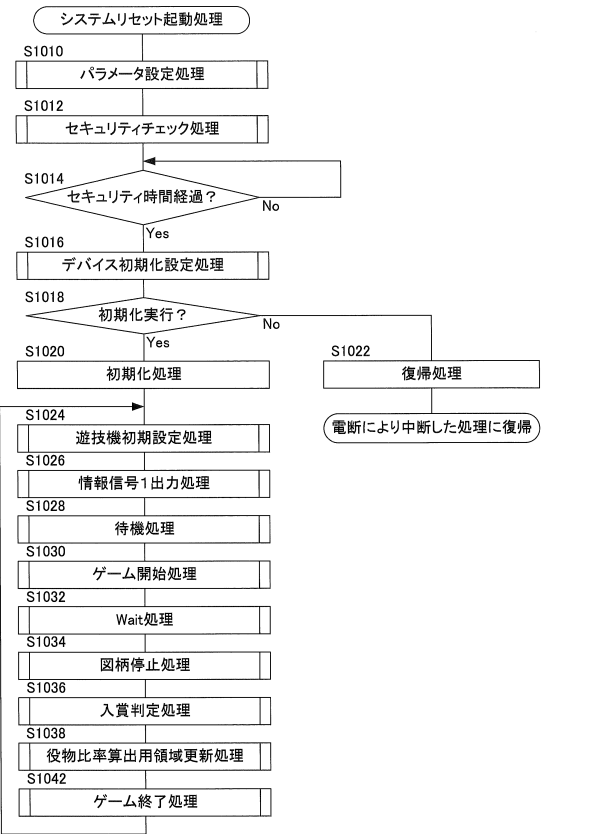 システムリセット起動処理
S1010
パラメータ設定処理
S1012
セキュリティチェック処理
S1014
セキュリティ時間経過？
No
Yes
S1016
デバイス初期化設定処理
S1018
初期化実行？
No
Yes
S1020
初期化処理
S1022
復帰処理
電断により中断した処理に復帰
S1024
遊技機初期設定処理
S1026
情報信号１出力処理
S1028
待機処理
S1030
ゲーム開始処理
S1032
Wait処理
S1034
図柄停止処理
S1036
入賞判定処理
S1038
役物比率算出用領域更新処理
S1042
ゲーム終了処理